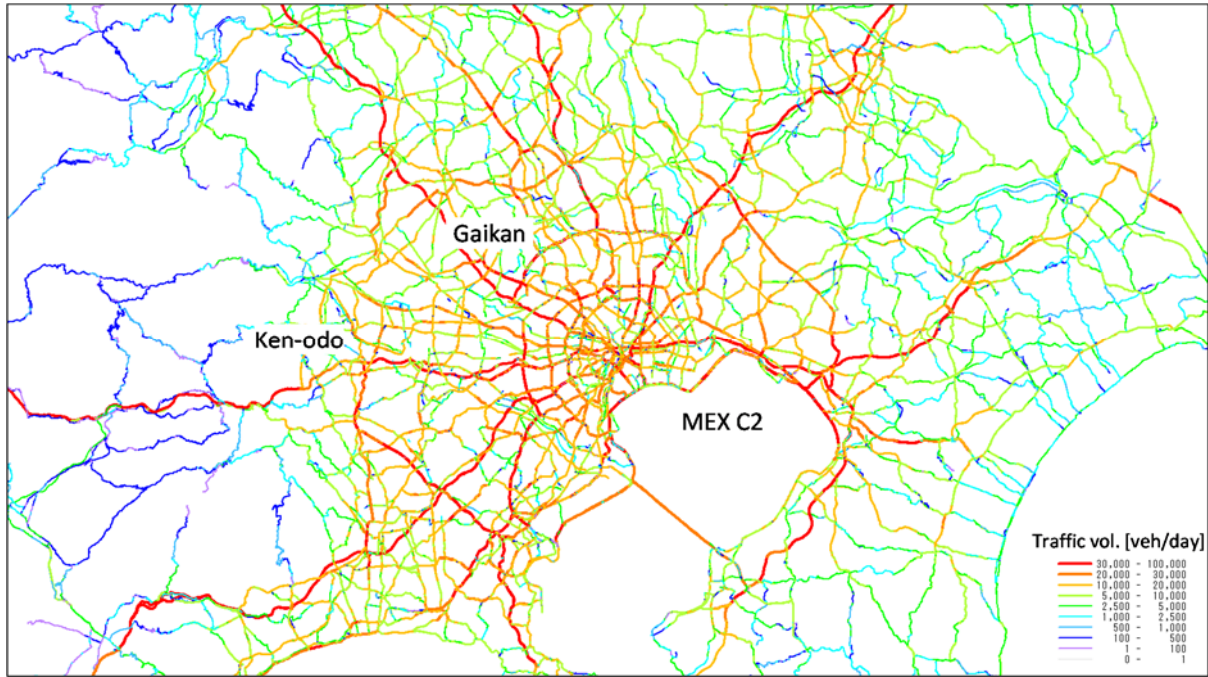 Gaikan
Ken-odo
MEX C2
Traffic vol. [veh/day]
30,000 - 100,000
20,000 - 30,000
10,000 - 20,000
5,000 - 10,000
2,500 - 5,000
1,000 - 2,500
500 - 1,000
100 - 500
1 - 100
0 - 1